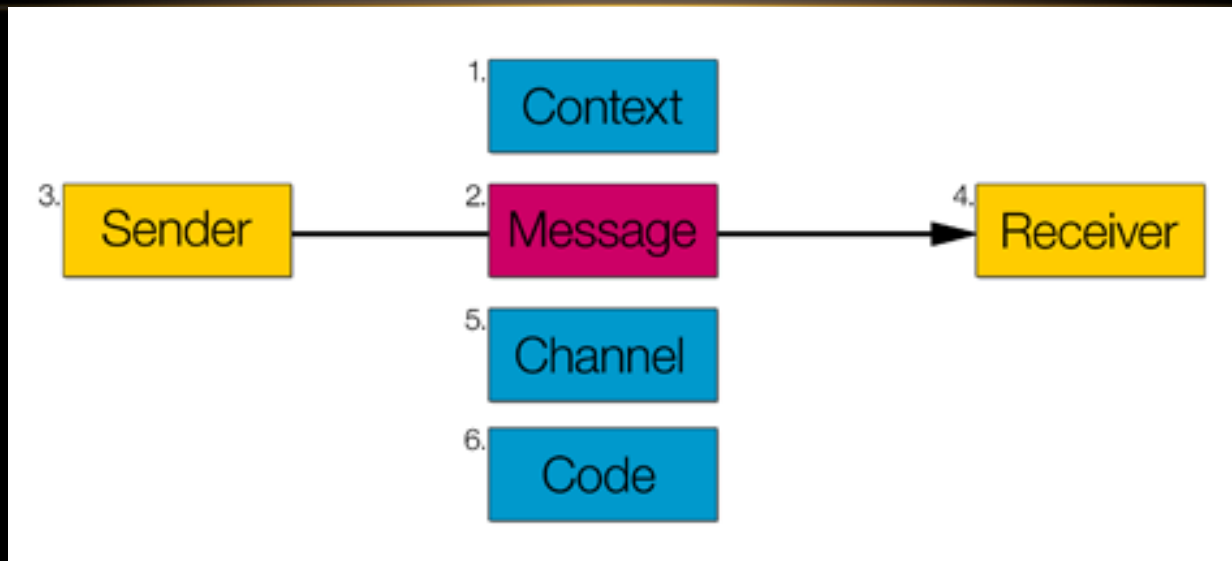 1. Context
3. Sender
2. Message
4. Receiver
5. Channel
6. Code